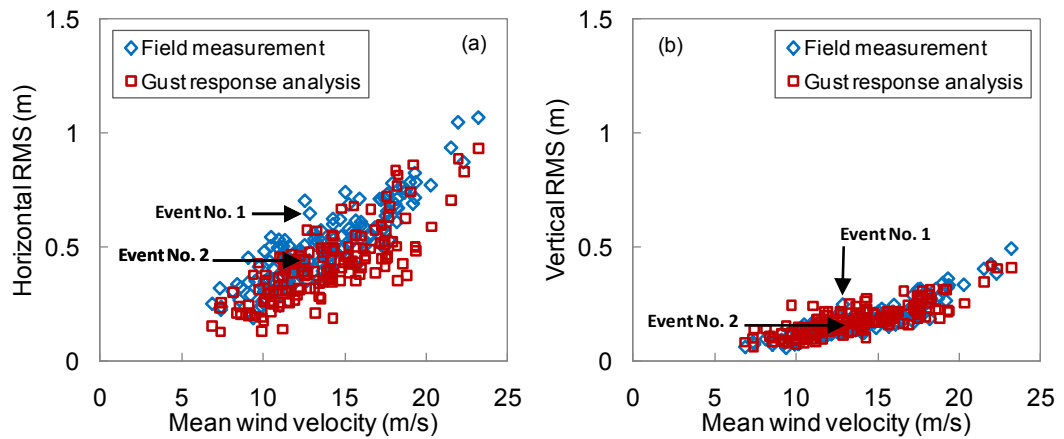 1.5
Field measurement
Gust response analysis
(a)
1
Event No. 1
0.5
Event No. 2
0
0
5
10
15
20
25
Horizontal RMS (m)
Mean wind velocity (m/s)
1.5
(b)
Field measurement
Gust response analysis
1
0.5
Event No. 1
Event No. 2
0
0
5
10
15
20
25
Vertical RMS (m)
Mean wind velocity (m/s)